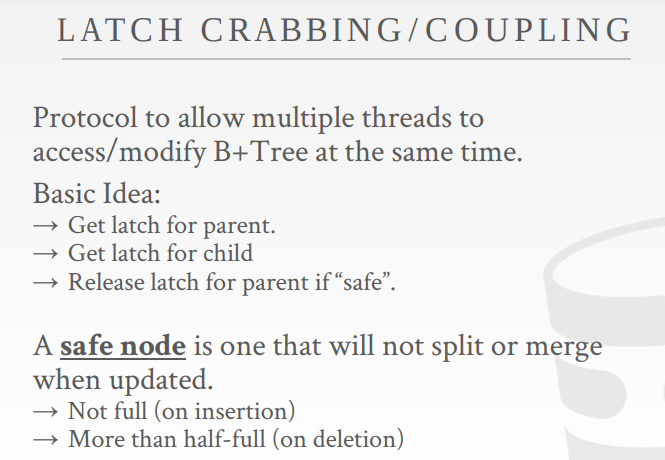 LATCH CRABBING/COUPLING
Protocol to allow multiple threads to
access/modify B+Tree at the same time.
Basic Idea:
→ Get latch for parent.
→ Get latch for child
→ Release latch for parent if “safe”.
A safe node is one that will not split or merge
when updated.
→ Not full (on insertion)
→ More than half-full (on deletion)